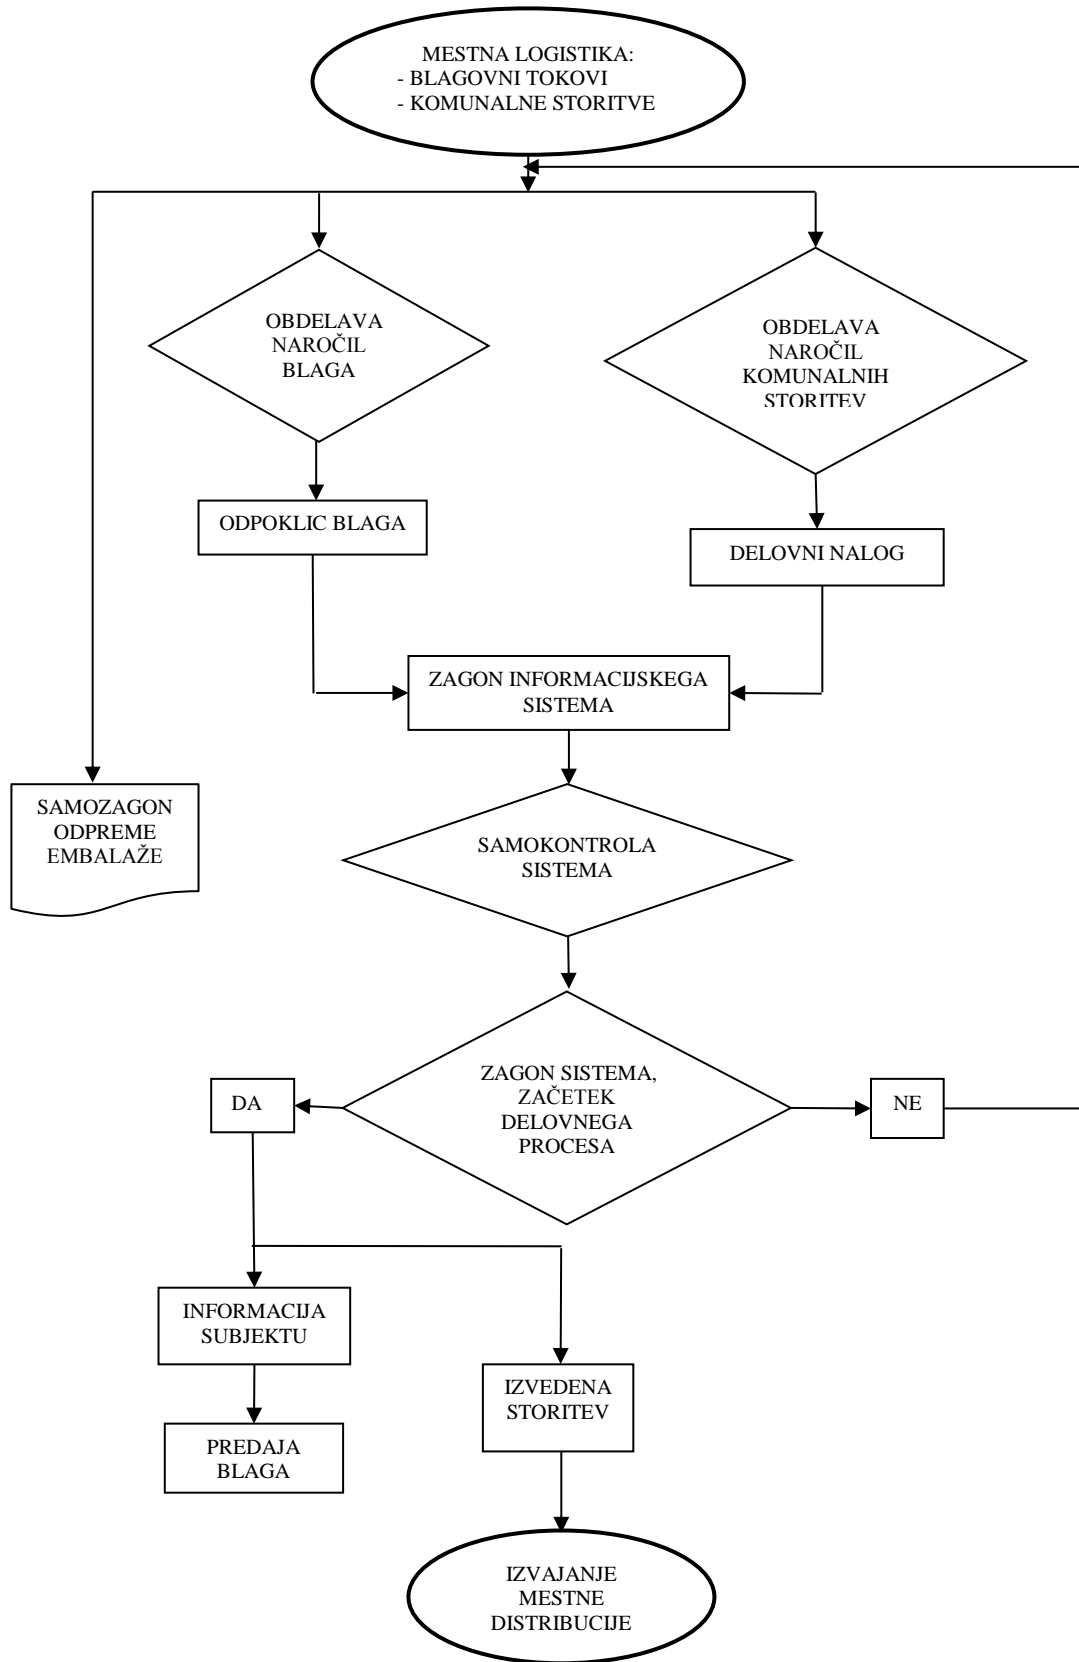 MESTNA LOGISTIKA:
- BLAGOVNI TOKOVI
- KOMUNALNE STORITVE
OBDELAVA
NAROČIL
BLAGA
OBDELAVA
NAROČIL
KOMUNALNIH
STORITEV
ODPOKLIC BLAGA
DELOVNI NALOG
ZAGON INFORMACIJSKEGA
SISTEMA
SAMOZAGON
ODPREME
EMBALAŽE
SAMOKONTROLA
SISTEMA
ZAGON SISTEMA,
ZAČETEK
DELOVNEGA
PROCESA
DA
NE
INFORMACIJA
SUBJEKTU
IZVEDENA
STORITEV
PREDAJA
BLAGA
IZVAJANJE
MESTNE
DISTRIBUCIJE